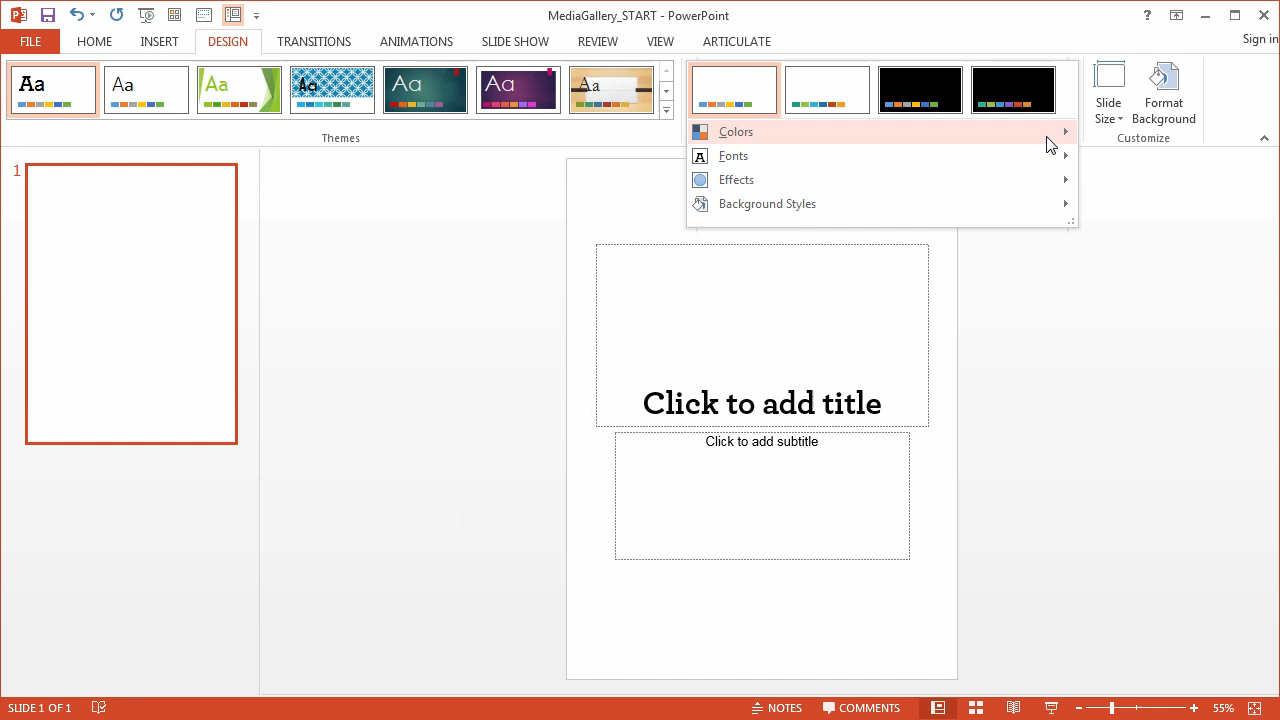 MediaGallery_START - PowerPoint
?
FILE HOME INSERT DESIGN TRANSITIONS ANIMATIONS SLIDE SHOW REVIEW VIEW ARTICULATE Sign in
Aa Aa Aa Aa Aa Aa Aa
Slide Size
Format Background
Themes
Customize
Colors
Fonts
Effects
Background Styles
1
Click to add title
Click to add subtitle
SLIDE 1 OF 1 NOTES COMMENTS 55%